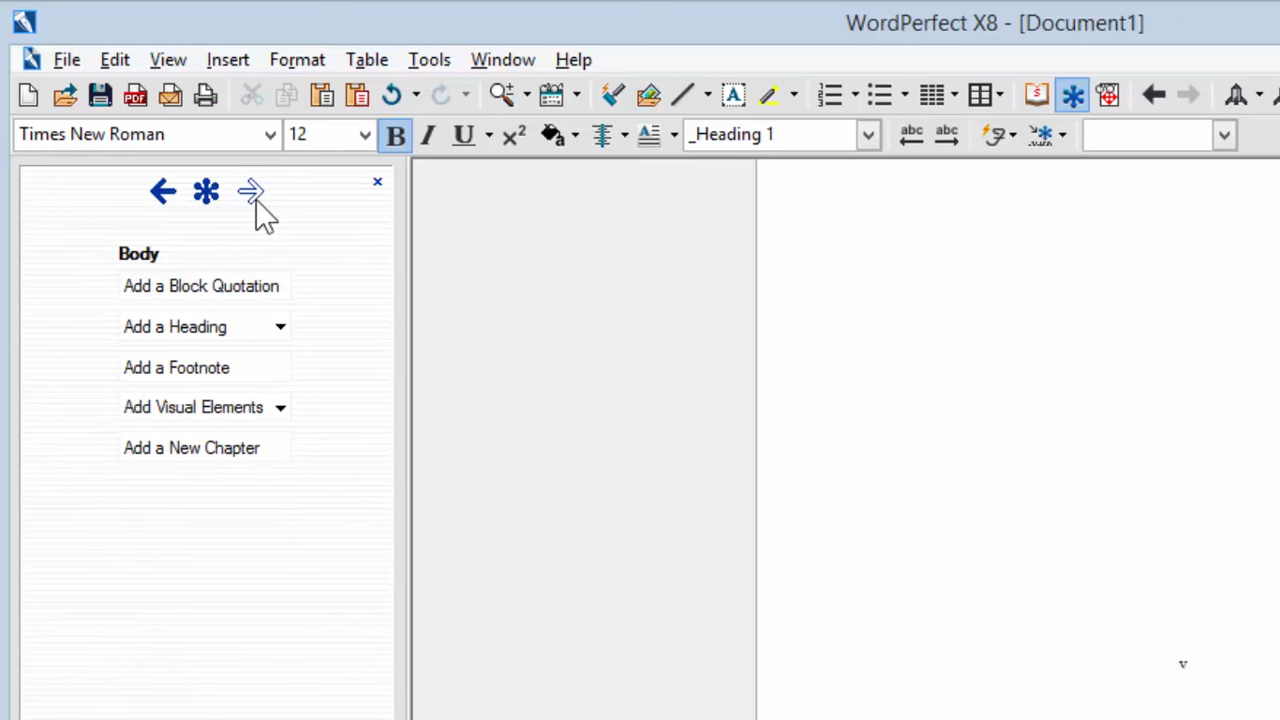 WordPerfect X8 - [Document1]
File Edit View Insert Format Table Tools Window Help
PDF
Times New Roman 12 B I U x² _Heading 1 abc abc
×
Body
Add a Block Quotation
Add a Heading
Add a Footnote
Add Visual Elements
Add a New Chapter
v